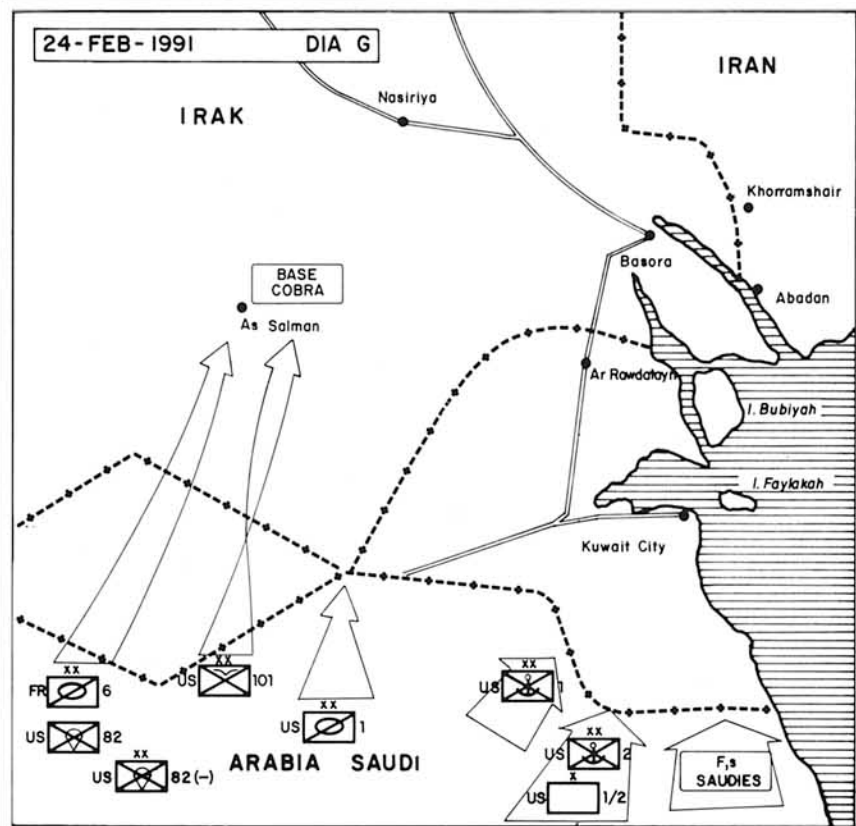 24-FEB-1991 DIA G
IRAN
IRAK
Nasiriya
Khorramshair
Basora
BASE
COBRA
Abadan
As Salman
Ar Rawdatayn
I. Bubiyah
I. Faylakah
Kuwait City
XX
FR 6
XX
US 101
XX
US 1
XX
US 1
US 82
XX
US 82(-)
ARABIA SAUDI
XX
US 2
X
US 1/2
F,s
SAUDIES